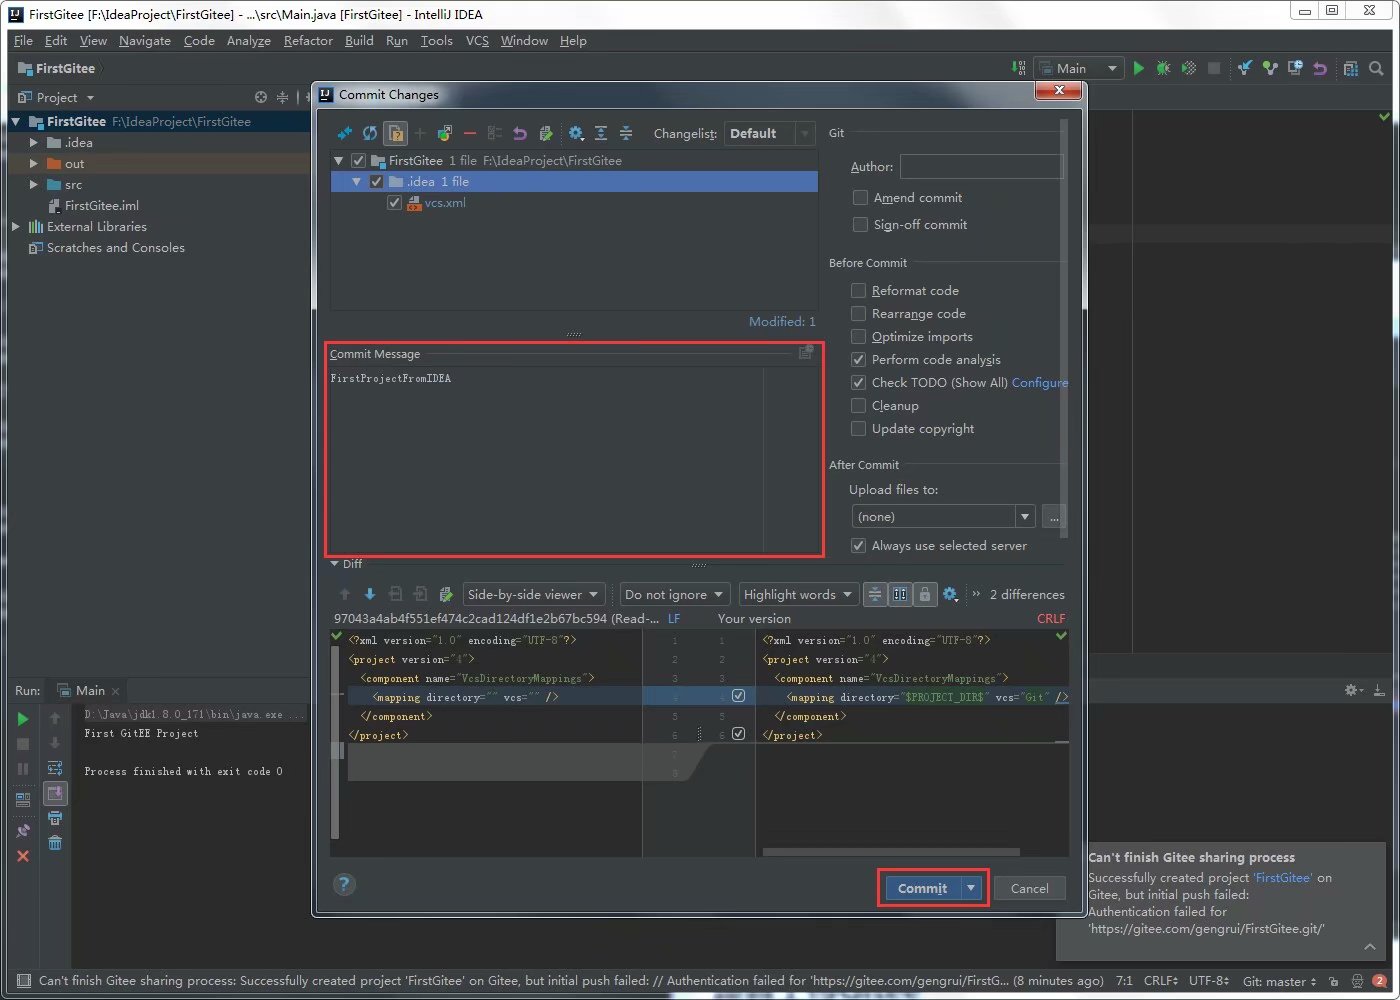 FirstGitee [F:\IdeaProject\FirstGitee] - ...\src\Main.java [FirstGitee] - IntelliJ IDEA
File Edit View Navigate Code Analyze Refactor Build Run Tools VCS Window Help
FirstGitee
Main
Project
FirstGitee F:\IdeaProject\FirstGitee
.idea
out
src
FirstGitee.iml
External Libraries
Scratches and Consoles
Commit Changes
Changelist: Default
FirstGitee 1 file F:\IdeaProject\FirstGitee
.idea 1 file
vcs.xml
Modified: 1
Commit Message
FirstProjectFromIDEA
Git
Author:
Amend commit
Sign-off commit
Before Commit
Reformat code
Rearrange code
Optimize imports
Perform code analysis
Check TODO (Show All) Configure
Cleanup
Update copyright
After Commit
Upload files to:
(none)
...
Always use selected server
Diff
Side-by-side viewer Do not ignore Highlight words 2 differences
97043a4ab4f551ef474c2cad124df1e2b67bc594 (Read-... LF Your version CRLF
<?xml version="1.0" encoding="UTF-8"?> 1 1 <?xml version="1.0" encoding="UTF-8"?>
<project version="4"> 2 2 <project version="4">
<component name="VcsDirectoryMappings"> 3 3 <component name="VcsDirectoryMappings">
<mapping directory="" vcs="" /> 4 4 <mapping directory="$PROJECT_DIR$" vcs="Git" />
</component> 5 5 </component>
</project> 6 6 </project>
7
8
Commit Cancel
?
Run: Main
D:\Java\jdk1.8.0_171\bin\java.exe ...
First GitEE Project
Process finished with exit code 0
Can't finish Gitee sharing process
Successfully created project 'FirstGitee' on
Gitee, but initial push failed:
Authentication failed for
'https://gitee.com/gengrui/FirstGitee.git/'
Can't finish Gitee sharing process: Successfully created project 'FirstGitee' on Gitee, but initial push failed: // Authentication failed for 'https://gitee.com/gengrui/FirstG... (8 minutes ago) 7:1 CRLF UTF-8 Git: master 2